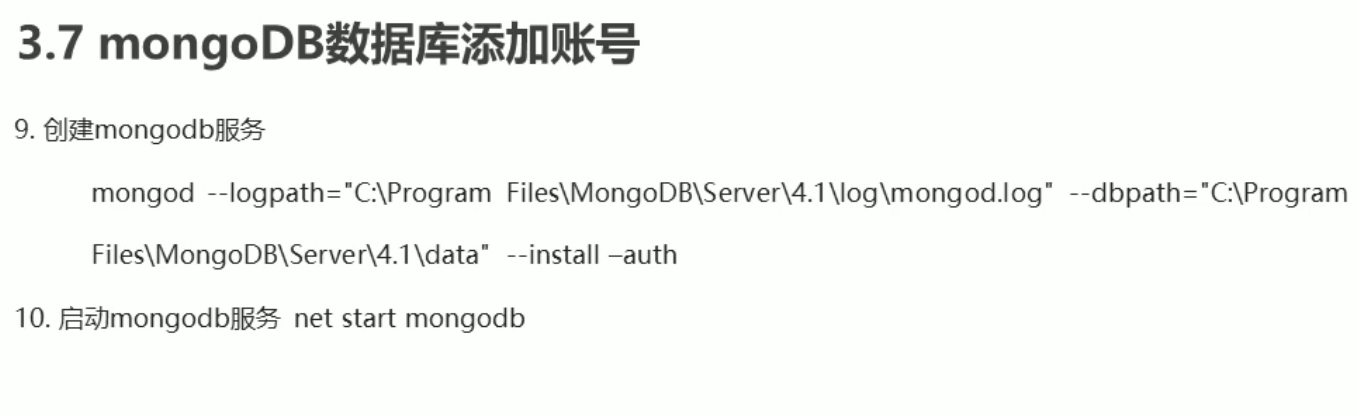 3.7 mongoDB数据库添加账号
9. 创建mongodb服务
mongod --logpath="C:\Program Files\MongoDB\Server\4.1\log\mongod.log" --dbpath="C:\Program
Files\MongoDB\Server\4.1\data" --install –auth
10. 启动mongodb服务 net start mongodb